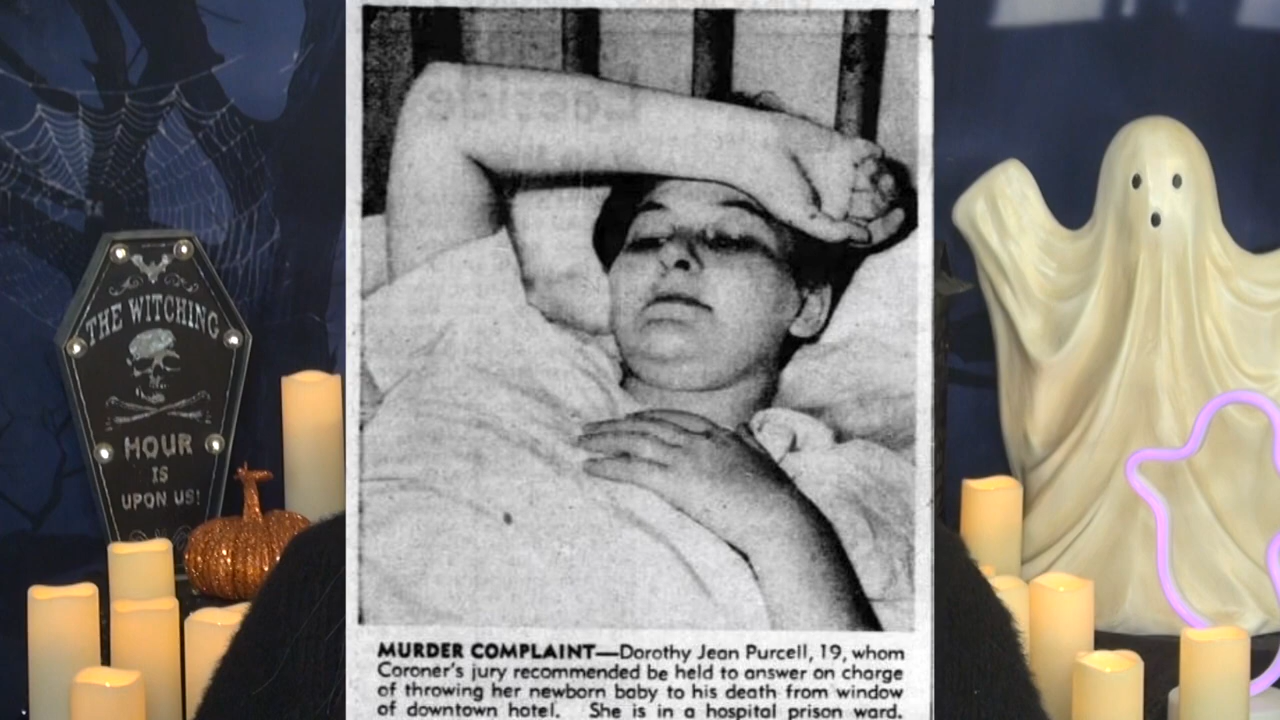 THE WITCHING
HOUR
IS
UPON US!
MURDER COMPLAINT—Dorothy Jean Purcell, 19, whom
Coroner's jury recommended be held to answer on charge
of throwing her newborn baby to his death from window
of downtown hotel. She is in a hospital prison ward.